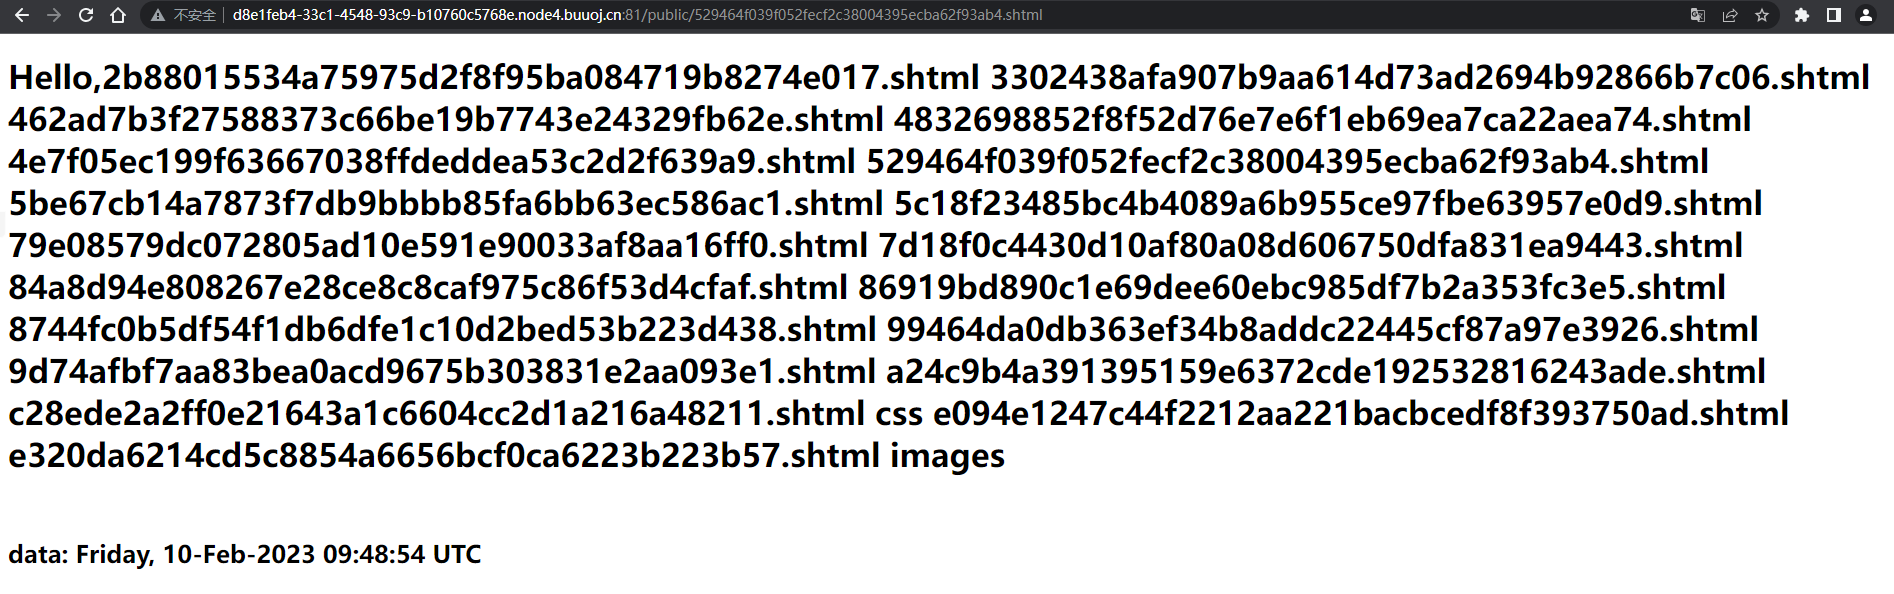 不安全 d8e1feb4-33c1-4548-93c9-b10760c5768e.node4.buuoj.cn:81/public/529464f039f052fecf2c38004395ecba62f93ab4.shtml
Hello,2b88015534a75975d2f8f95ba084719b8274e017.shtml 3302438afa907b9aa614d73ad2694b92866b7c06.shtml
462ad7b3f27588373c66be19b7743e24329fb62e.shtml 4832698852f8f52d76e7e6f1eb69ea7ca22aea74.shtml
4e7f05ec199f63667038ffdeddea53c2d2f639a9.shtml 529464f039f052fecf2c38004395ecba62f93ab4.shtml
5be67cb14a7873f7db9bbbb85fa6bb63ec586ac1.shtml 5c18f23485bc4b4089a6b955ce97fbe63957e0d9.shtml
79e08579dc072805ad10e591e90033af8aa16ff0.shtml 7d18f0c4430d10af80a08d606750dfa831ea9443.shtml
84a8d94e808267e28ce8c8caf975c86f53d4cfaf.shtml 86919bd890c1e69dee60ebc985df7b2a353fc3e5.shtml
8744fc0b5df54f1db6dfe1c10d2bed53b223d438.shtml 99464da0db363ef34b8addc22445cf87a97e3926.shtml
9d74afbf7aa83bea0acd9675b303831e2aa093e1.shtml a24c9b4a391395159e6372cde192532816243ade.shtml
c28ede2a2ff0e21643a1c6604cc2d1a216a48211.shtml css e094e1247c44f2212aa221bacbcedf8f393750ad.shtml
e320da6214cd5c8854a6656bcf0ca6223b223b57.shtml images
data: Friday, 10-Feb-2023 09:48:54 UTC